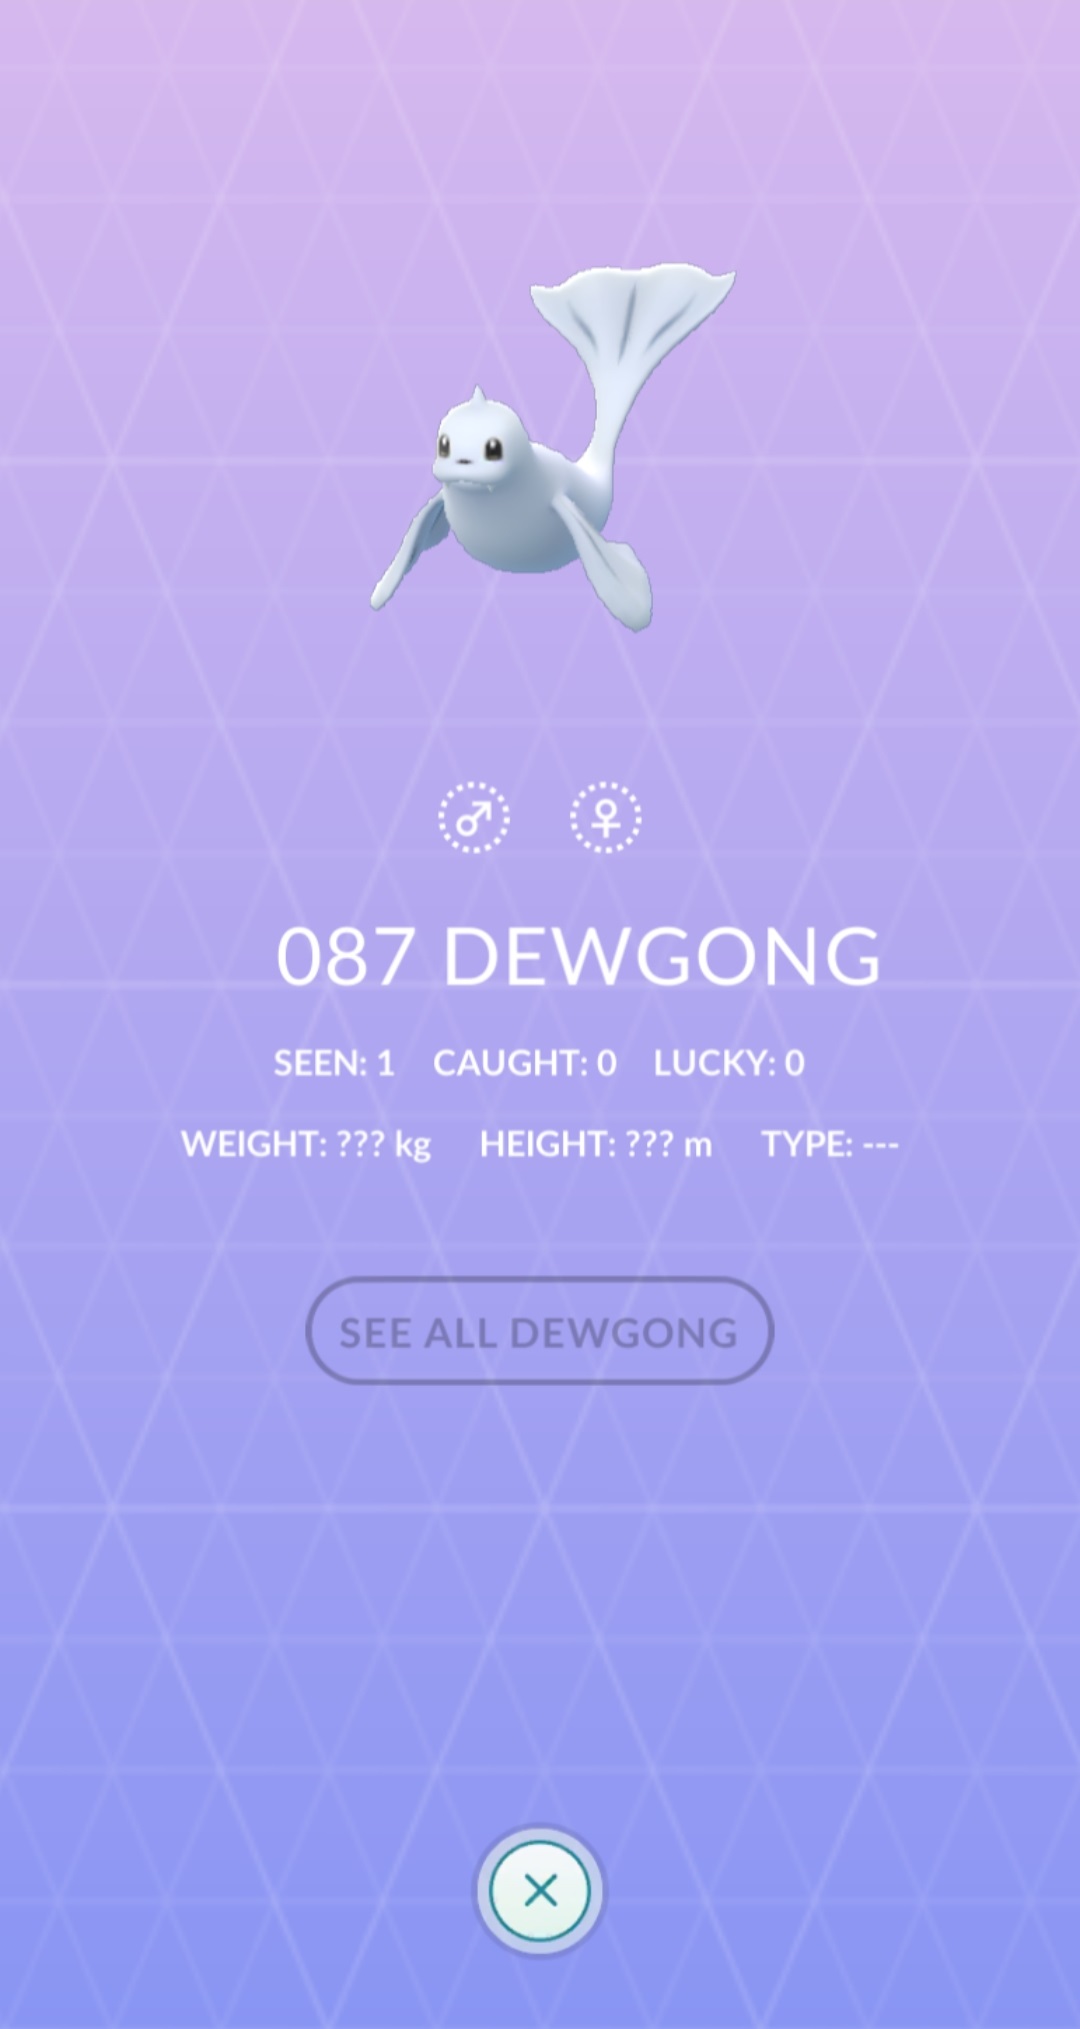 087 DEWGONG
SEEN: 1 CAUGHT: 0 LUCKY: 0
WEIGHT: ??? kg HEIGHT: ??? m TYPE: ---
SEE ALL DEWGONG